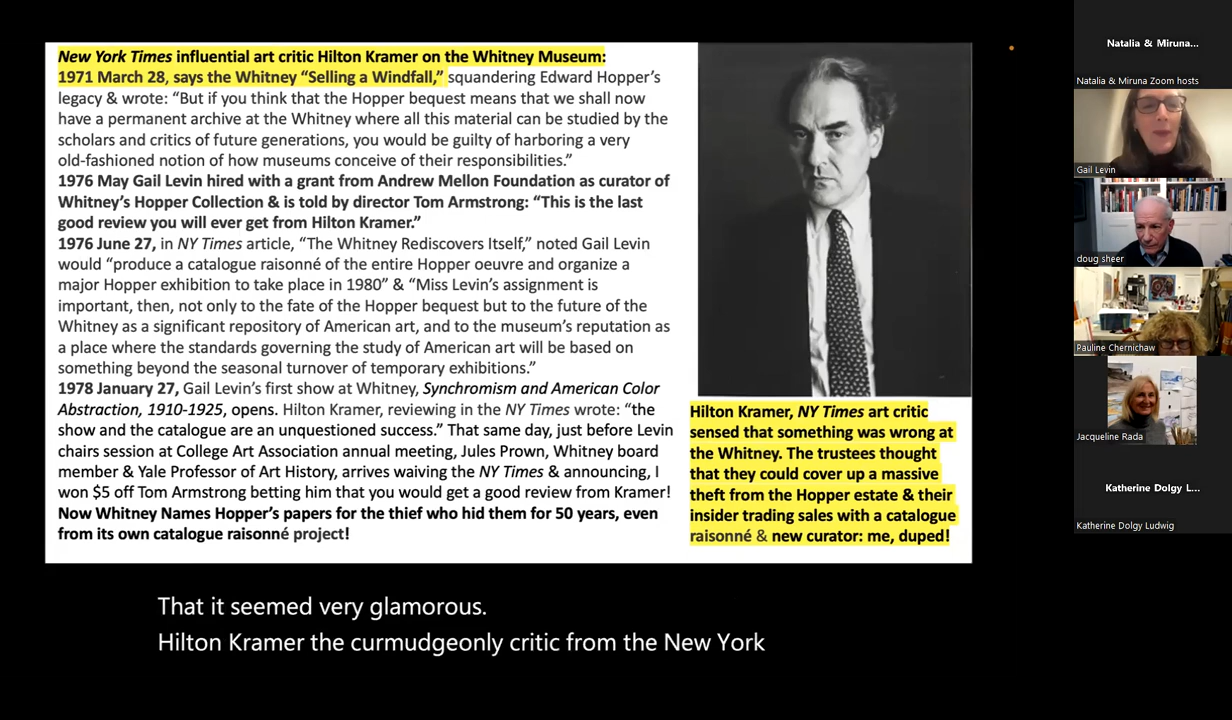 New York Times influential art critic Hilton Kramer on the Whitney Museum:
1971 March 28, says the Whitney “Selling a Windfall,” squandering Edward Hopper’s
legacy & wrote: “But if you think that the Hopper bequest means that we shall now
have a permanent archive at the Whitney where all this material can be studied by the
scholars and critics of future generations, you would be guilty of harboring a very
old-fashioned notion of how museums conceive of their responsibilities.”
1976 May Gail Levin hired with a grant from Andrew Mellon Foundation as curator of
Whitney’s Hopper Collection & is told by director Tom Armstrong: “This is the last
good review you will ever get from Hilton Kramer.”
1976 June 27, in NY Times article, “The Whitney Rediscovers Itself,” noted Gail Levin
would “produce a catalogue raisonné of the entire Hopper oeuvre and organize a
major Hopper exhibition to take place in 1980” & “Miss Levin’s assignment is
important, then, not only to the fate of the Hopper bequest but to the future of the
Whitney as a significant repository of American art, and to the museum’s reputation as
a place where the standards governing the study of American art will be based on
something beyond the seasonal turnover of temporary exhibitions.”
1978 January 27, Gail Levin’s first show at Whitney, Synchromism and American Color
Abstraction, 1910-1925, opens. Hilton Kramer, reviewing in the NY Times wrote: “the
show and the catalogue are an unquestioned success.” That same day, just before Levin
chairs session at College Art Association annual meeting, Jules Prown, Whitney board
member & Yale Professor of Art History, arrives waiving the NY Times & announcing, I
won $5 off Tom Armstrong betting him that you would get a good review from Kramer!
Now Whitney Names Hopper’s papers for the thief who hid them for 50 years, even
from its own catalogue raisonné project!
Hilton Kramer, NY Times art critic
sensed that something was wrong at
the Whitney. The trustees thought
that they could cover up a massive
theft from the Hopper estate & their
insider trading sales with a catalogue
raisonné & new curator: me, duped!
That it seemed very glamorous.
Hilton Kramer the curmudgeonly critic from the New York
Natalia & Miruna...
Natalia & Miruna Zoom hosts
Gail Levin
doug sheer
Pauline Chernichaw
Jacqueline Rada
Katherine Dolgy L...
Katherine Dolgy Ludwig